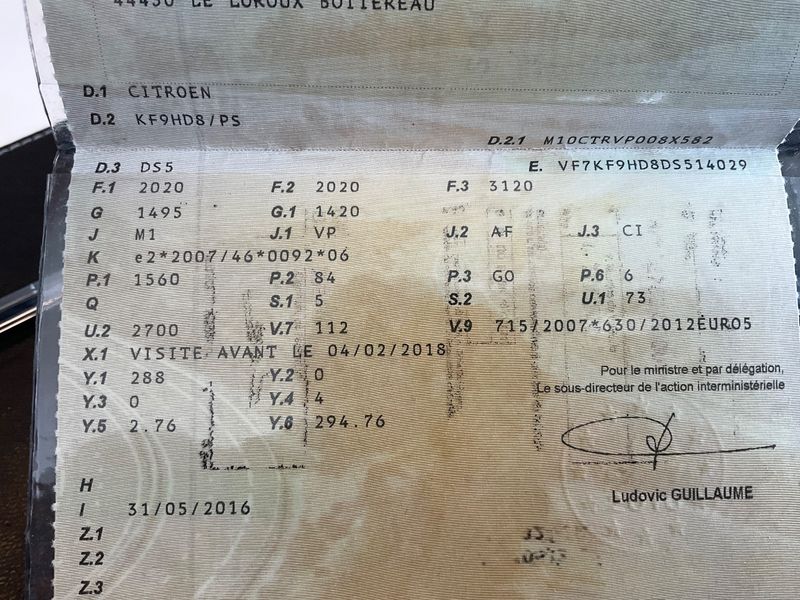 44430 LE LOROUX BOTTEREAU
D.1 CITROEN
D.2 KF9HD8/PS
D.2.1 M10CTRVP008X582
D.3 DS5 E. VF7KF9HD8DS514029
F.1 2020 F.2 2020 F.3 3120
G 1495 G.1 1420
J M1 J.1 VP J.2 AF J.3 CI
K e2*2007/46*0092*06
P.1 1560 P.2 84 P.3 GO P.6 6
Q S.1 5 S.2 U.1 73
U.2 2700 V.7 112 V.9 715/2007*630/2012EURO5
X.1 VISITE AVANT LE 04/02/2018
Y.1 288 Y.2 0
Y.3 0 Y.4 4
Y.5 2.76 Y.6 294.76
Pour le ministre et par délégation,
Le sous-directeur de l'action interministérielle
Ludovic GUILLAUME
H
I 31/05/2016
Z.1
Z.2
Z.3